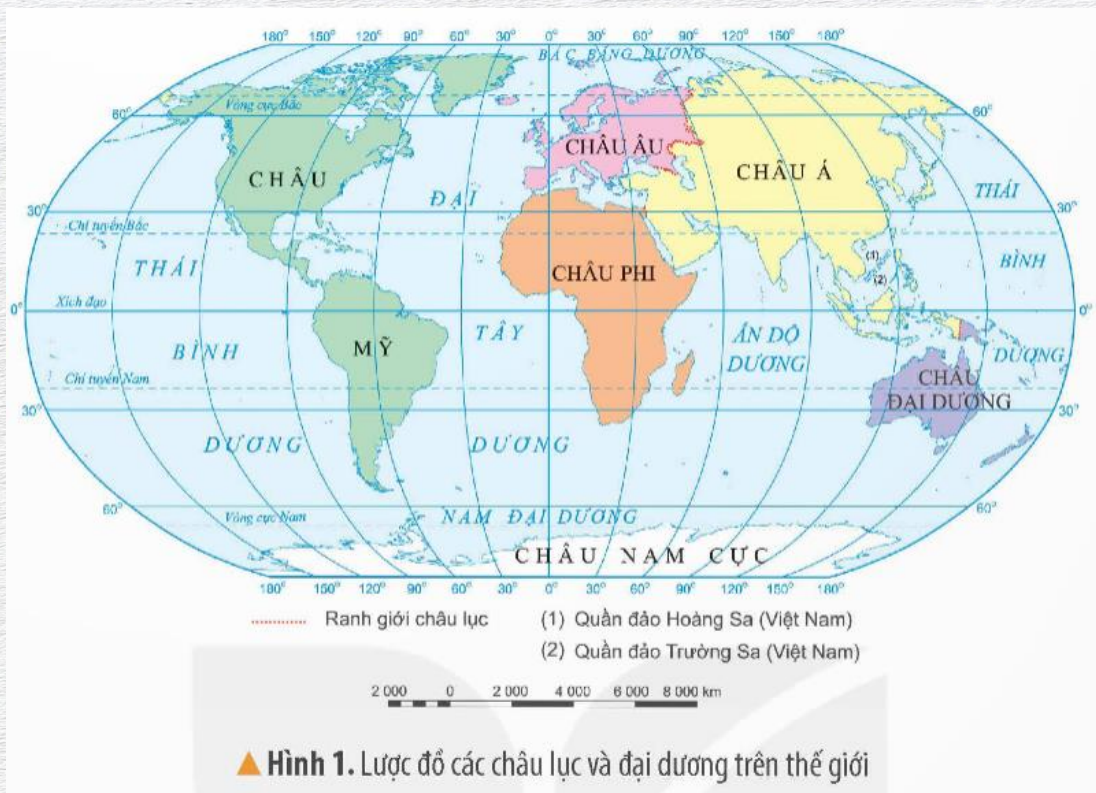 180° 150° 120° 90° 60° 30° 0° 30° 60° 90° 120° 150° 180°
BẮC BĂNG DƯƠNG
Vòng cực Bắc
60° 60°
CHÂU ÂU
CHÂU
CHÂU Á
ĐẠI
THÁI
30° 30°
Chí tuyến Bắc
(1)
THÁI
CHÂU PHI
BÌNH
(2)
Xích đạo
0° 0°
TÂY
ẤN ĐỘ
DƯƠNG
BÌNH
MỸ
DƯƠNG
Chí tuyến Nam
CHÂU
ĐẠI DƯƠNG
30° 30°
DƯƠNG
DƯƠNG
60° 60°
Vòng cực Nam
NAM ĐẠI DƯƠNG
CHÂU NAM CỰC
180° 150° 120° 90° 60° 30° 0° 30° 60° 90° 120° 150° 180°
Ranh giới châu lục
(1) Quần đảo Hoàng Sa (Việt Nam)
(2) Quần đảo Trường Sa (Việt Nam)
2 000 0 2 000 4 000 6 000 8 000 km
▲ Hình 1. Lược đồ các châu lục và đại dương trên thế giới